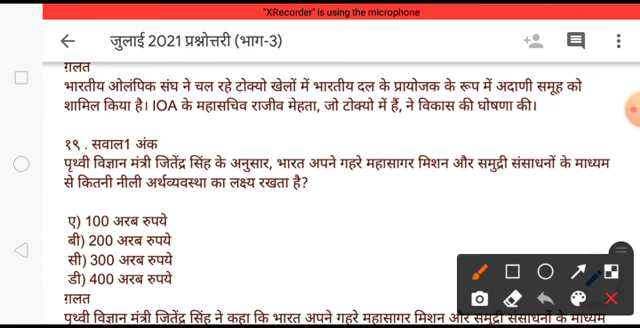 "XRecorder" is using the microphone
जुलाई 2021 प्रश्नोत्तरी (भाग-3)
ग़लत
भारतीय ओलंपिक संघ ने चल रहे टोक्यो खेलों में भारतीय दल के प्रायोजक के रूप में अदाणी समूह को
शामिल किया है। IOA के महासचिव राजीव मेहता, जो टोक्यो में हैं, ने विकास की घोषणा की।
१९ . सवाल1 अंक
पृथ्वी विज्ञान मंत्री जितेंद्र सिंह के अनुसार, भारत अपने गहरे महासागर मिशन और समुद्री संसाधनों के माध्यम
से कितनी नीली अर्थव्यवस्था का लक्ष्य रखता है?
ए) 100 अरब रुपये
बी) 200 अरब रुपये
सी) 300 अरब रुपये
डी) 400 अरब रुपये
ग़लत
पृथ्वी विज्ञान मंत्री जितेंद्र सिंह ने कहा कि भारत अपने गहरे महासागर मिशन और समुद्री संसाधनों के माध्यम